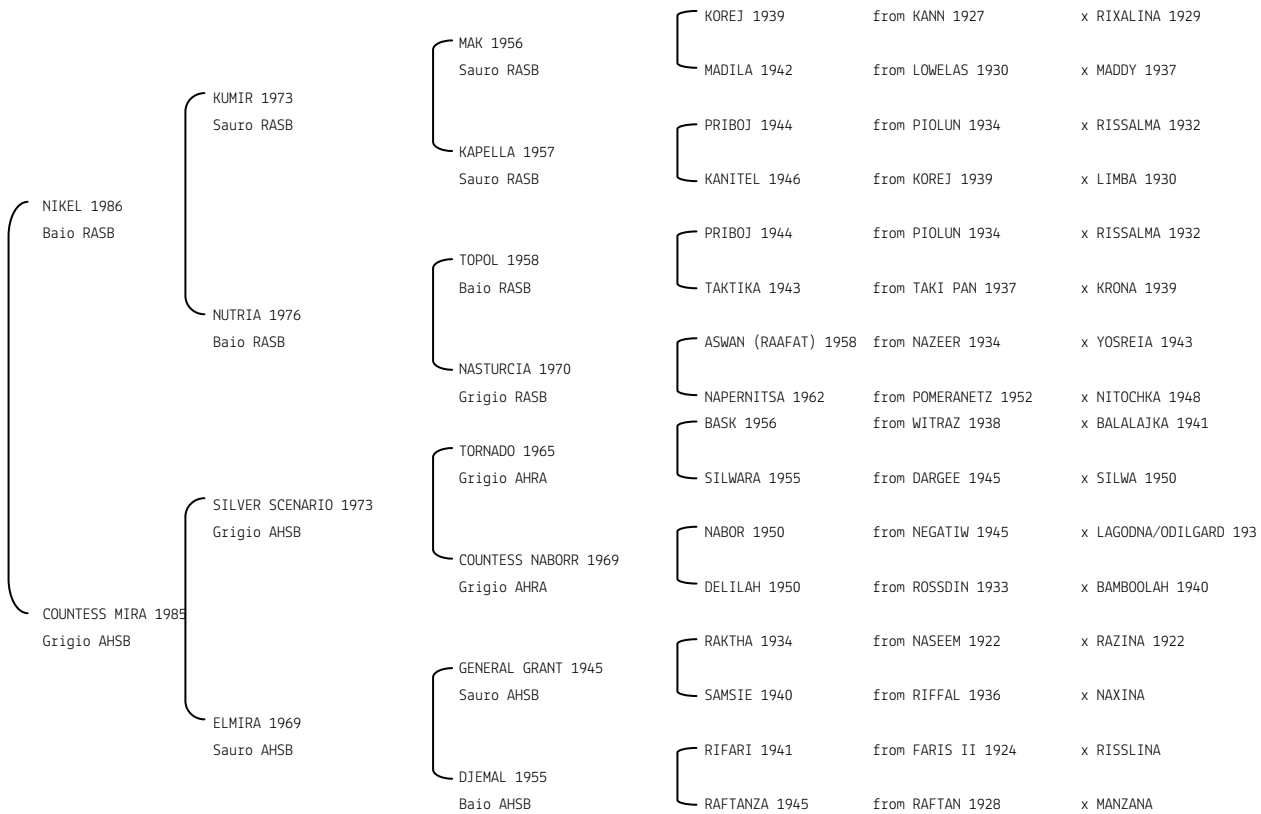 KOREJ 1939 from KANN 1927 x RIXALINA 1929
MAK 1956
Sauro RASB MADILA 1942 from LOWELAS 1930 x MADDY 1937
KUMIR 1973
Sauro RASB PRIBOJ 1944 from PIOLUN 1934 x RISSALMA 1932
KAPELLA 1957
Sauro RASB KANITEL 1946 from KOREJ 1939 x LIMBA 1930
NIKEL 1986
Baio RASB PRIBOJ 1944 from PIOLUN 1934 x RISSALMA 1932
TOPOL 1958
Baio RASB TAKTIKA 1943 from TAKI PAN 1937 x KRONA 1939
NUTRIA 1976
Baio RASB ASWAN (RAAFAT) 1958 from NAZEER 1934 x YOSREIA 1943
NASTURCIA 1970
Grigio RASB NAPERNITSA 1962 from POMERANETZ 1952 x NITOCHKA 1948
BASK 1956 from WITRAZ 1938 x BALALAJKA 1941
TORNADO 1965
Grigio AHRA SILWARA 1955 from DARGEE 1945 x SILWA 1950
SILVER SCENARIO 1973
Grigio AHSB NABOR 1950 from NEGATIW 1945 x LAGODNA/ODILGARD 193
COUNTESS NABORR 1969
Grigio AHRA DELILAH 1950 from ROSSDIN 1933 x BAMBOOLAH 1940
COUNTESS MIRA 1985
Grigio AHSB RAKTHA 1934 from NASEEM 1922 x RAZINA 1922
GENERAL GRANT 1945
Sauro AHSB SAMSIE 1940 from RIFFAL 1936 x NAXINA
ELMIRA 1969
Sauro AHSB RIFARI 1941 from FARIS II 1924 x RISSLINA
DJEMAL 1955
Baio AHSB RAFTANZA 1945 from RAFTAN 1928 x MANZANA